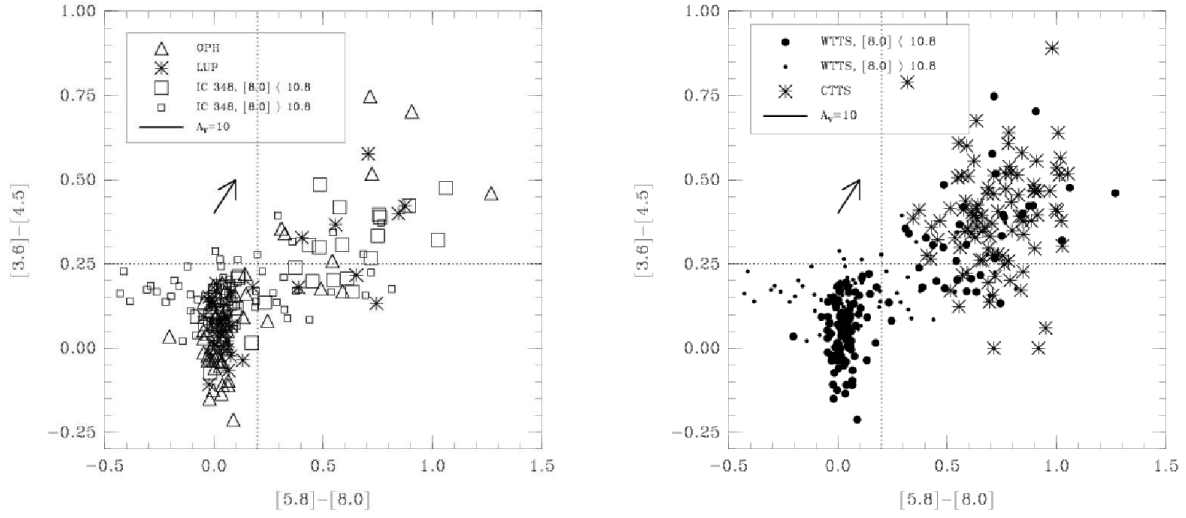 1.00
0.75
0.50
0.25
0.00
−0.25
[3.6]−[4.5]
OPH
LUP
IC 348, [8.0] ⟨ 10.8
IC 348, [8.0] ⟩ 10.8
Aᵥ=10
−0.5 0.0 0.5 1.0 1.5
[5.8]−[8.0]
1.00
0.75
0.50
0.25
0.00
−0.25
[3.6]−[4.5]
WTTS, [8.0] ⟨ 10.8
WTTS, [8.0] ⟩ 10.8
CTTS
Aᵥ=10
−0.5 0.0 0.5 1.0 1.5
[5.8]−[8.0]